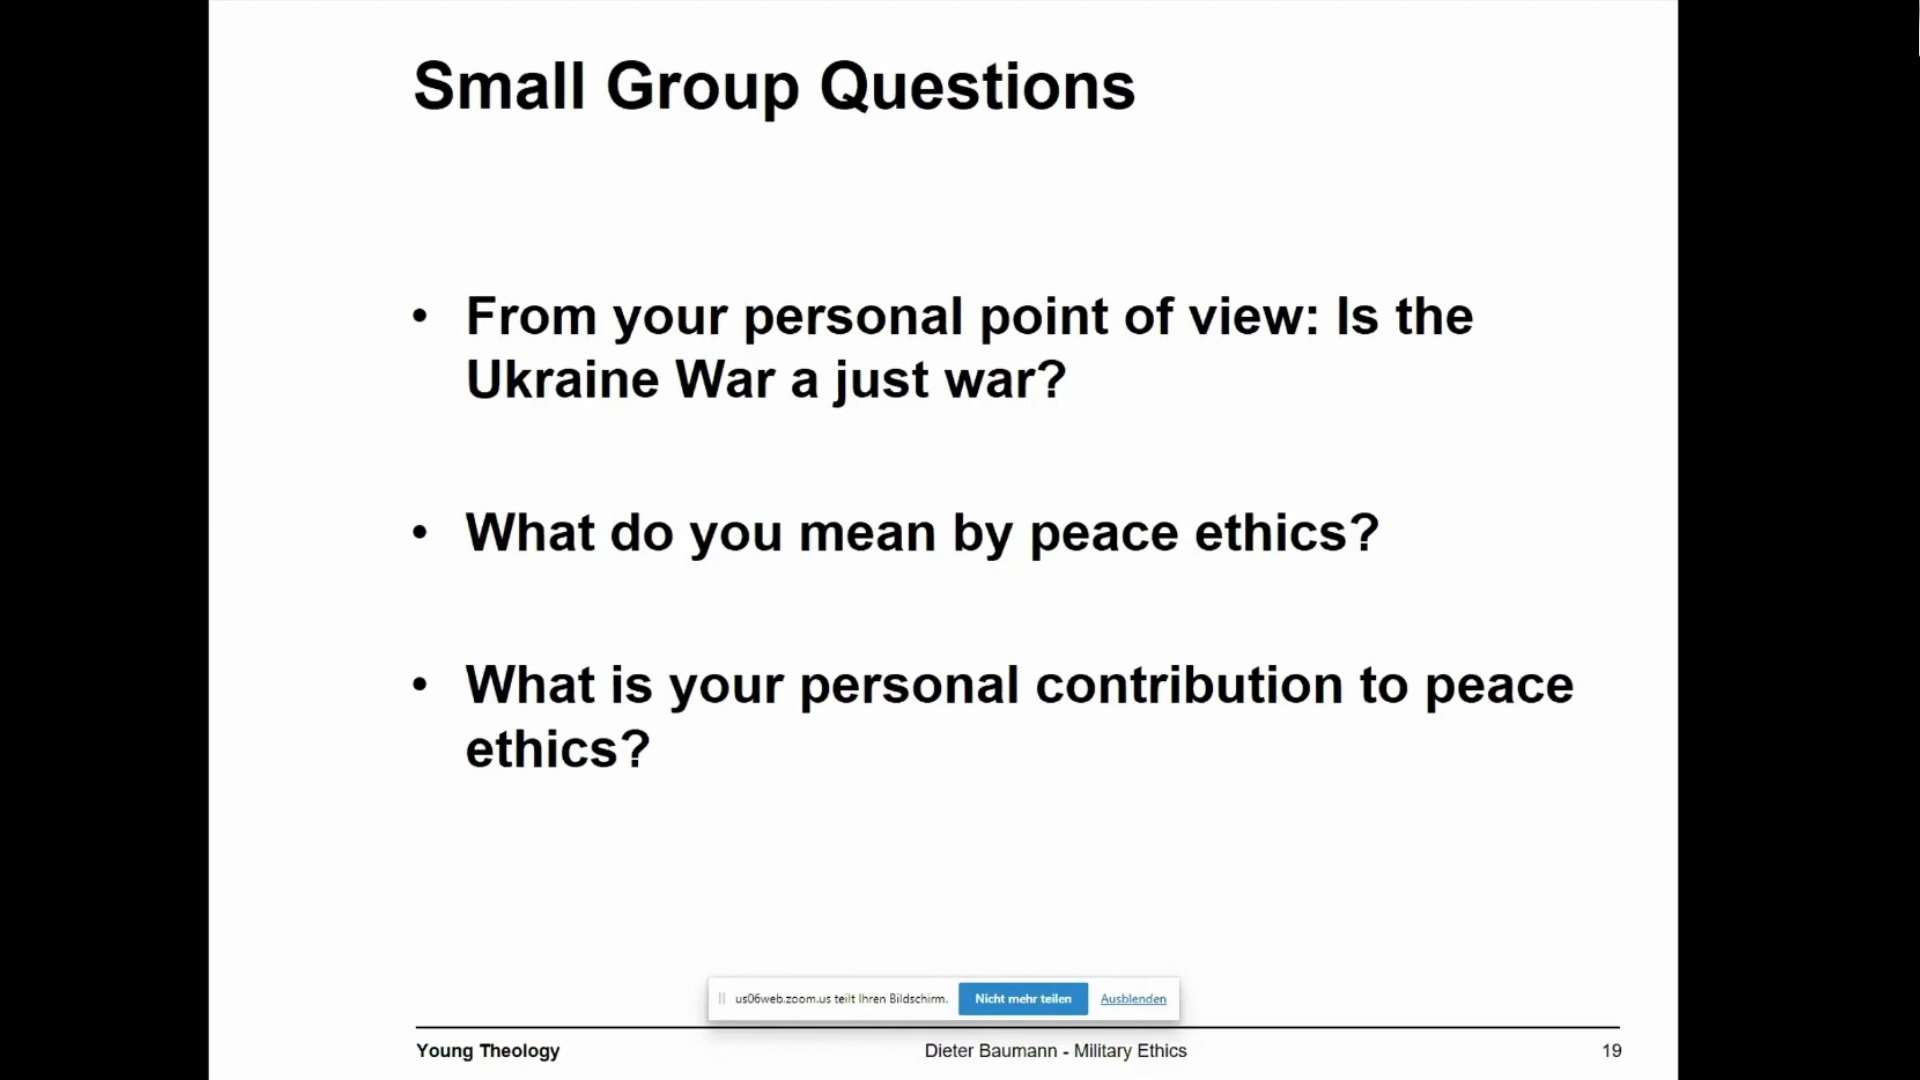 Small Group Questions
• From your personal point of view: Is the
Ukraine War a just war?
• What do you mean by peace ethics?
• What is your personal contribution to peace
ethics?
us06web.zoom.us teilt Ihren Bildschirm. Nicht mehr teilen Ausblenden
Young Theology Dieter Baumann - Military Ethics 19